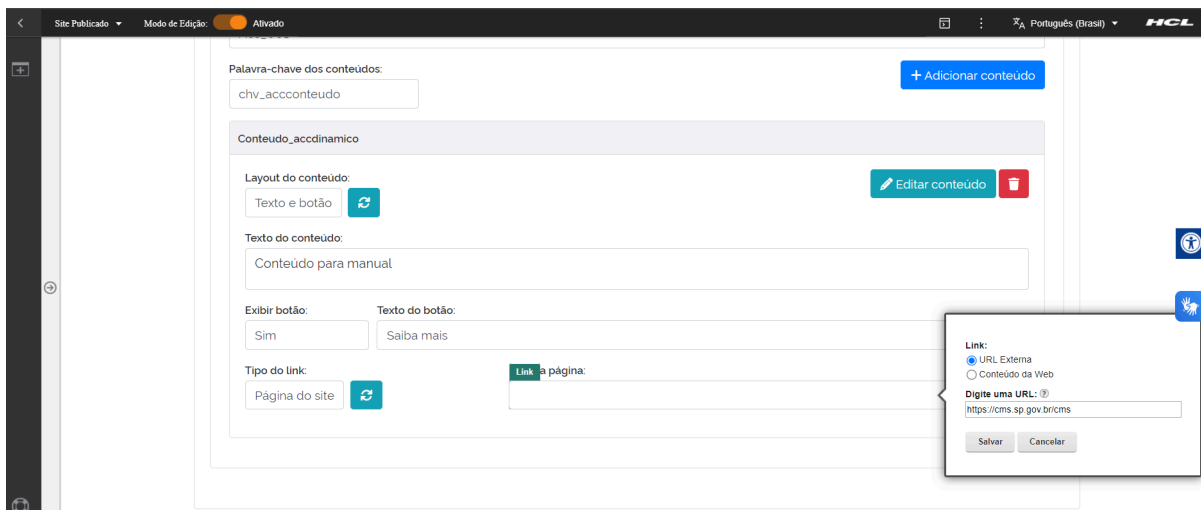 Site Publicado
Modo de Edição:
Ativado
Português (Brasil)
HCL
Palavra-chave dos conteúdos:
+ Adicionar conteúdo
chv_accconteudo
Conteudo_accdinamico
Layout do conteúdo:
Texto e botão
Editar conteúdo
Texto do conteúdo:
Conteúdo para manual
Exibir botão:
Texto do botão:
Sim
Saiba mais
Tipo do link:
Link a página:
Página do site
Link:
URL Externa
Conteúdo da Web
Digite uma URL:
https://cms.sp.gov.br/cms
Salvar
Cancelar